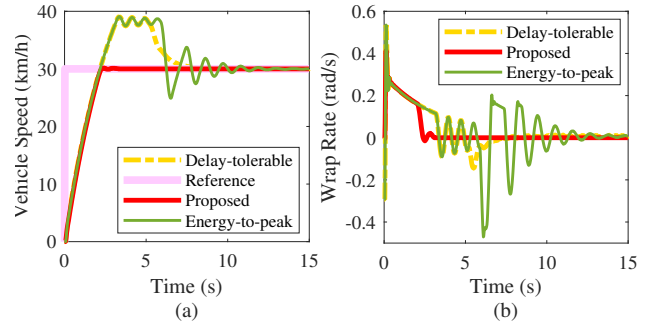 40
30
20
10
0
Vehicle Speed (km/h)
Delay-tolerable
Reference
Proposed
Energy-to-peak
0
5
10
15
Time (s)
(a)
0.6
0.4
0.2
0
-0.2
-0.4
-0.6
Wrap Rate (rad/s)
Delay-tolerable
Proposed
Energy-to-peak
0
5
10
15
Time (s)
(b)